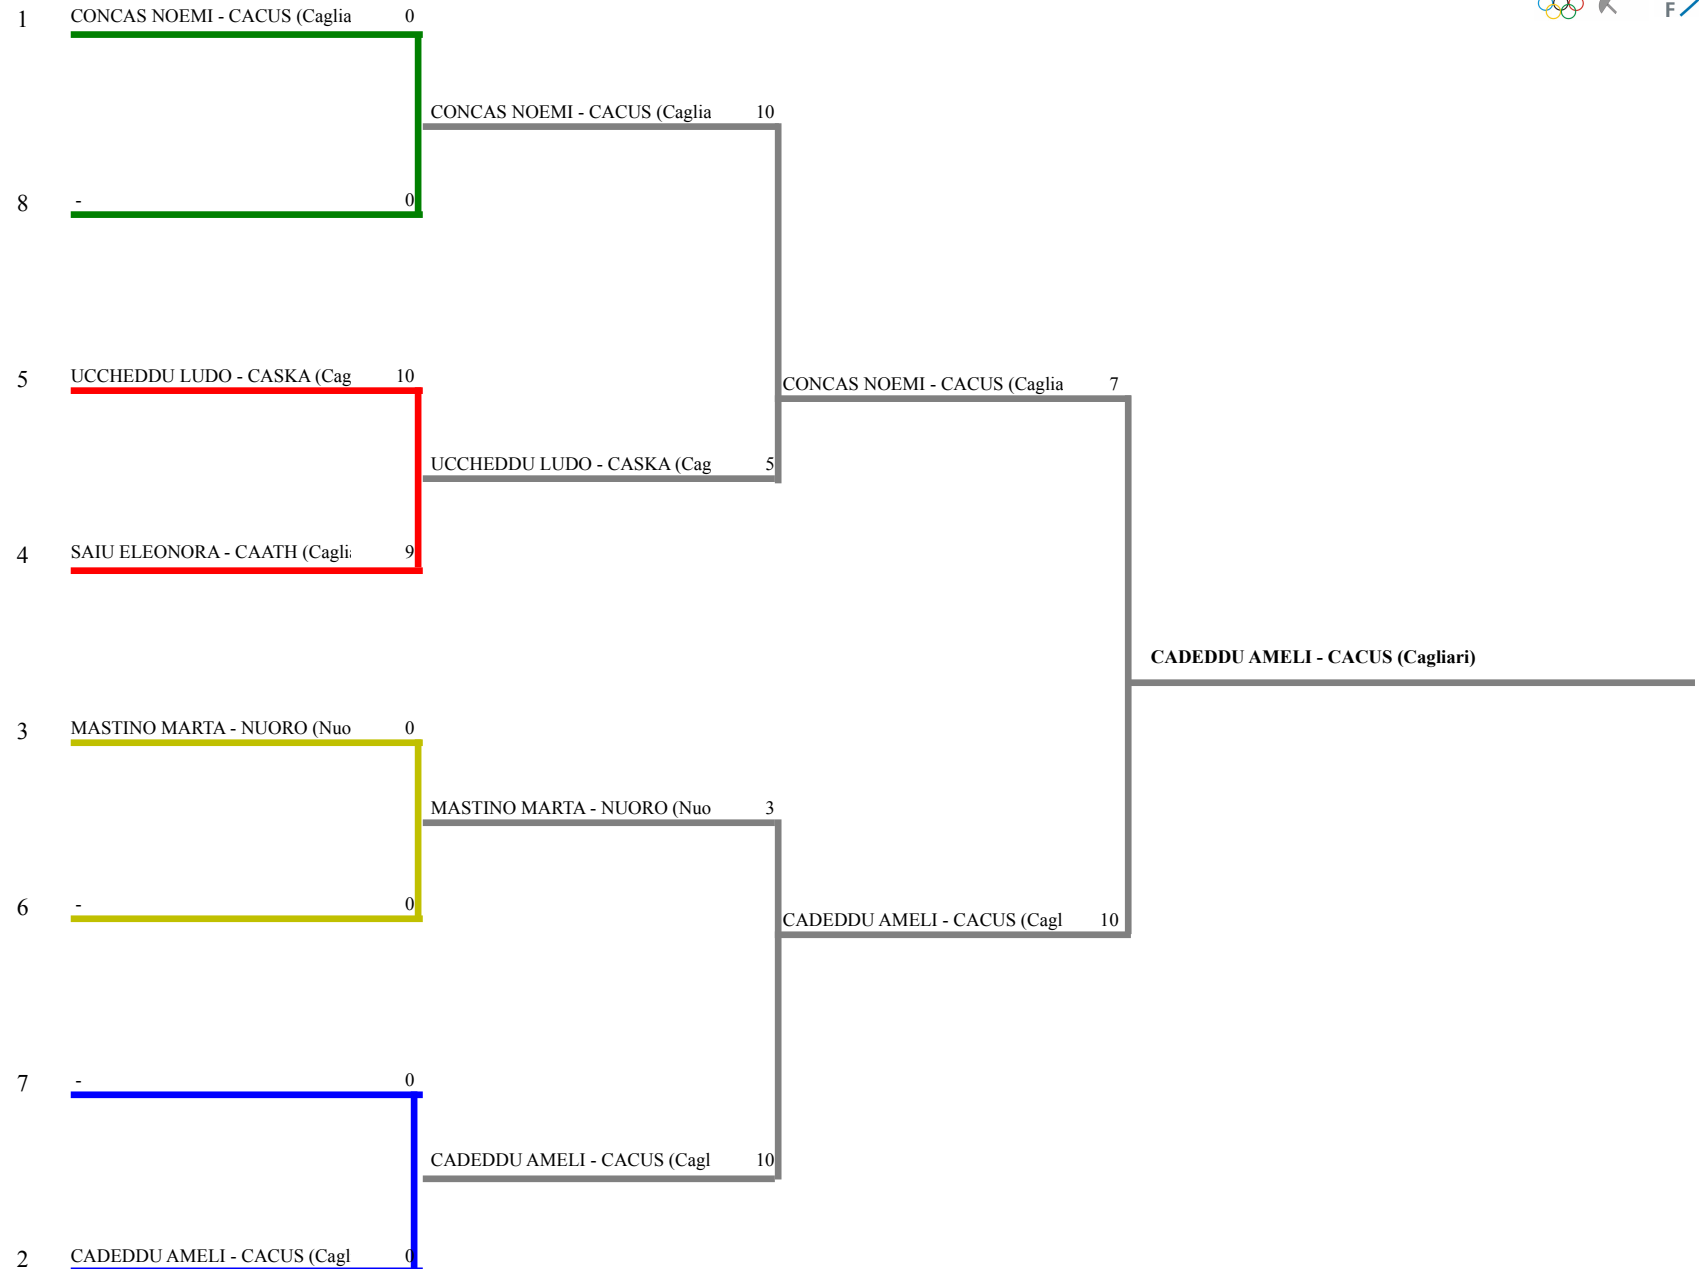 1 CONCAS NOEMI - CACUS (Caglia 0
CONCAS NOEMI - CACUS (Caglia 10
8 - 0
5 UCCHEDDU LUDO - CASKA (Cag 10
CONCAS NOEMI - CACUS (Caglia 7
UCCHEDDU LUDO - CASKA (Cag 5
4 SAIU ELEONORA - CAATH (Cagli 9
CADEDDU AMELI - CACUS (Cagliari)
3 MASTINO MARTA - NUORO (Nuo 0
MASTINO MARTA - NUORO (Nuo 3
6 - 0
CADEDDU AMELI - CACUS (Cagl 10
7 - 0
CADEDDU AMELI - CACUS (Cagl 10
2 CADEDDU AMELI - CACUS (Cagl 0
F